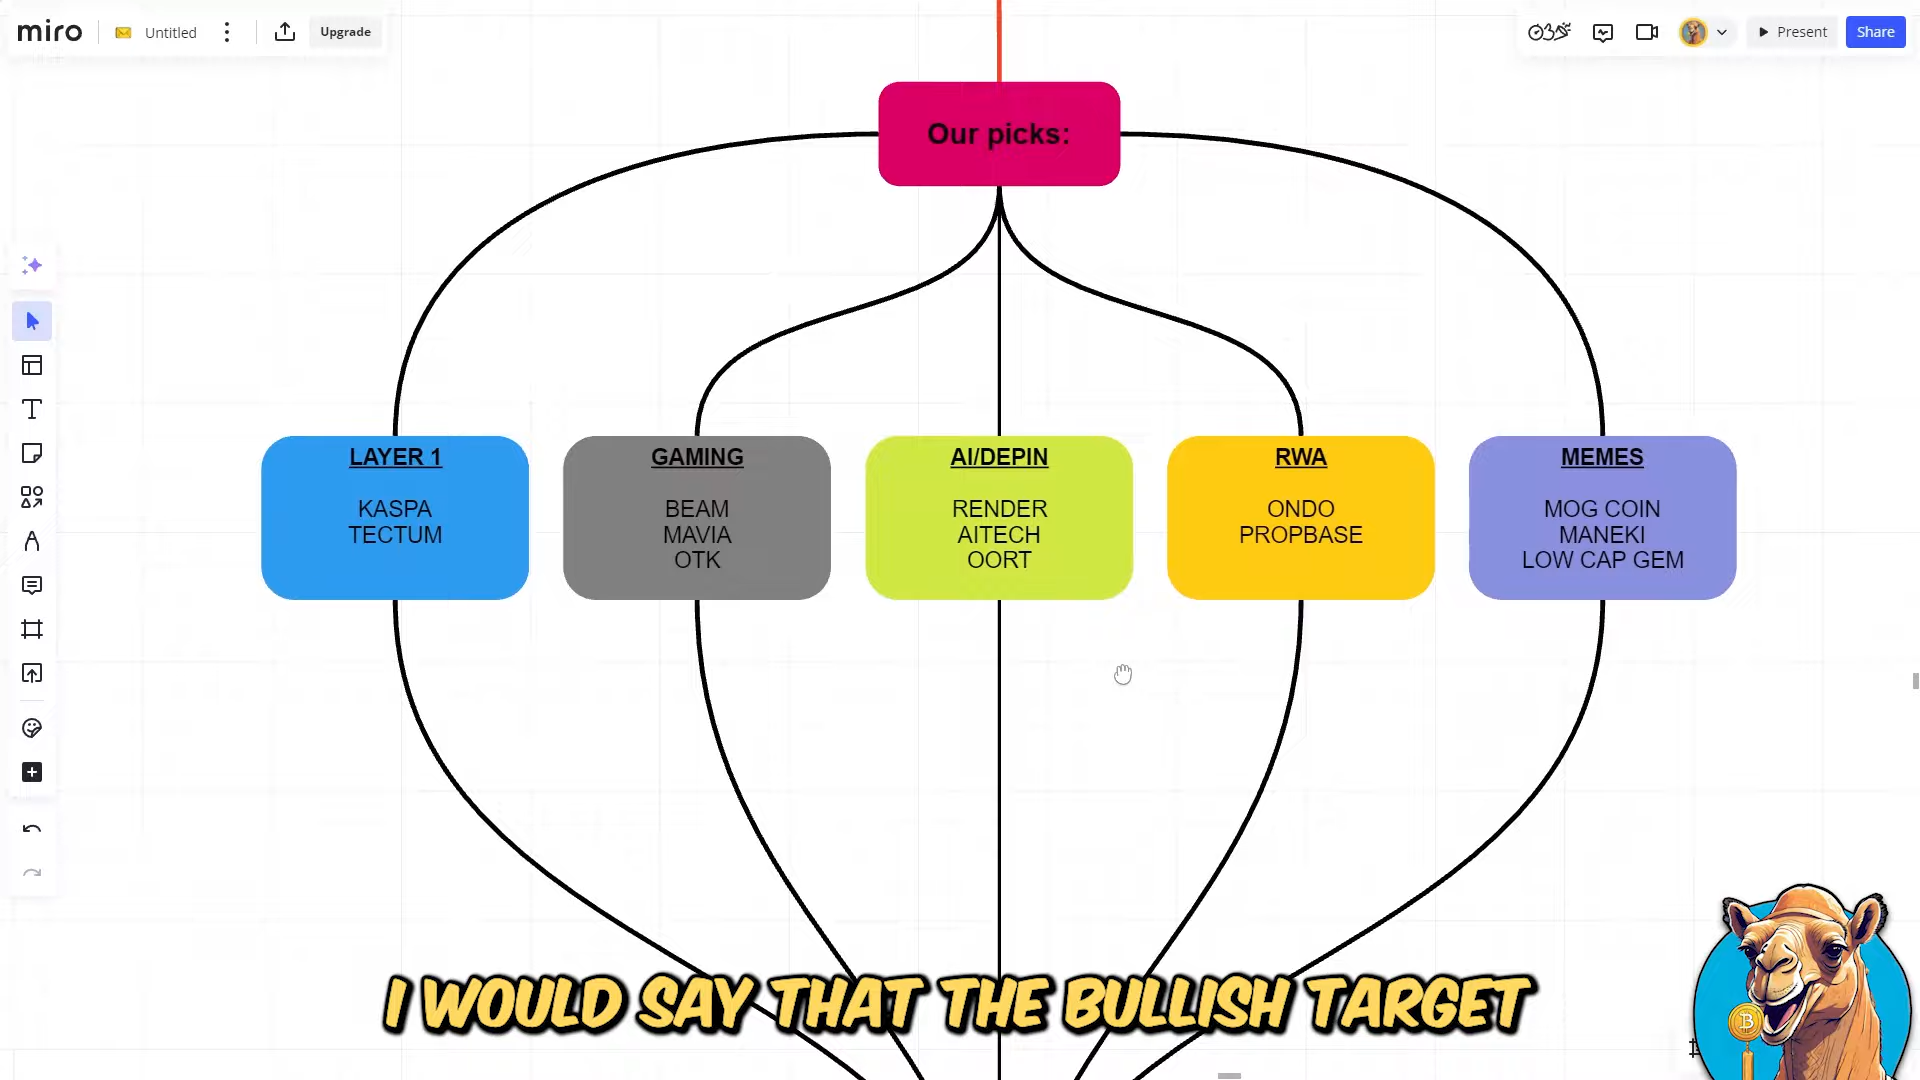 miro
Untitled
Upgrade
Present
Share
Our picks:
LAYER 1
KASPA
TECTUM
GAMING
BEAM
MAVIA
OTK
AI/DEPIN
RENDER
AITECH
OORT
RWA
ONDO
PROPBASE
MEMES
MOG COIN
MANEKI
LOW CAP GEM
I WOULD SAY THAT THE BULLISH TARGET